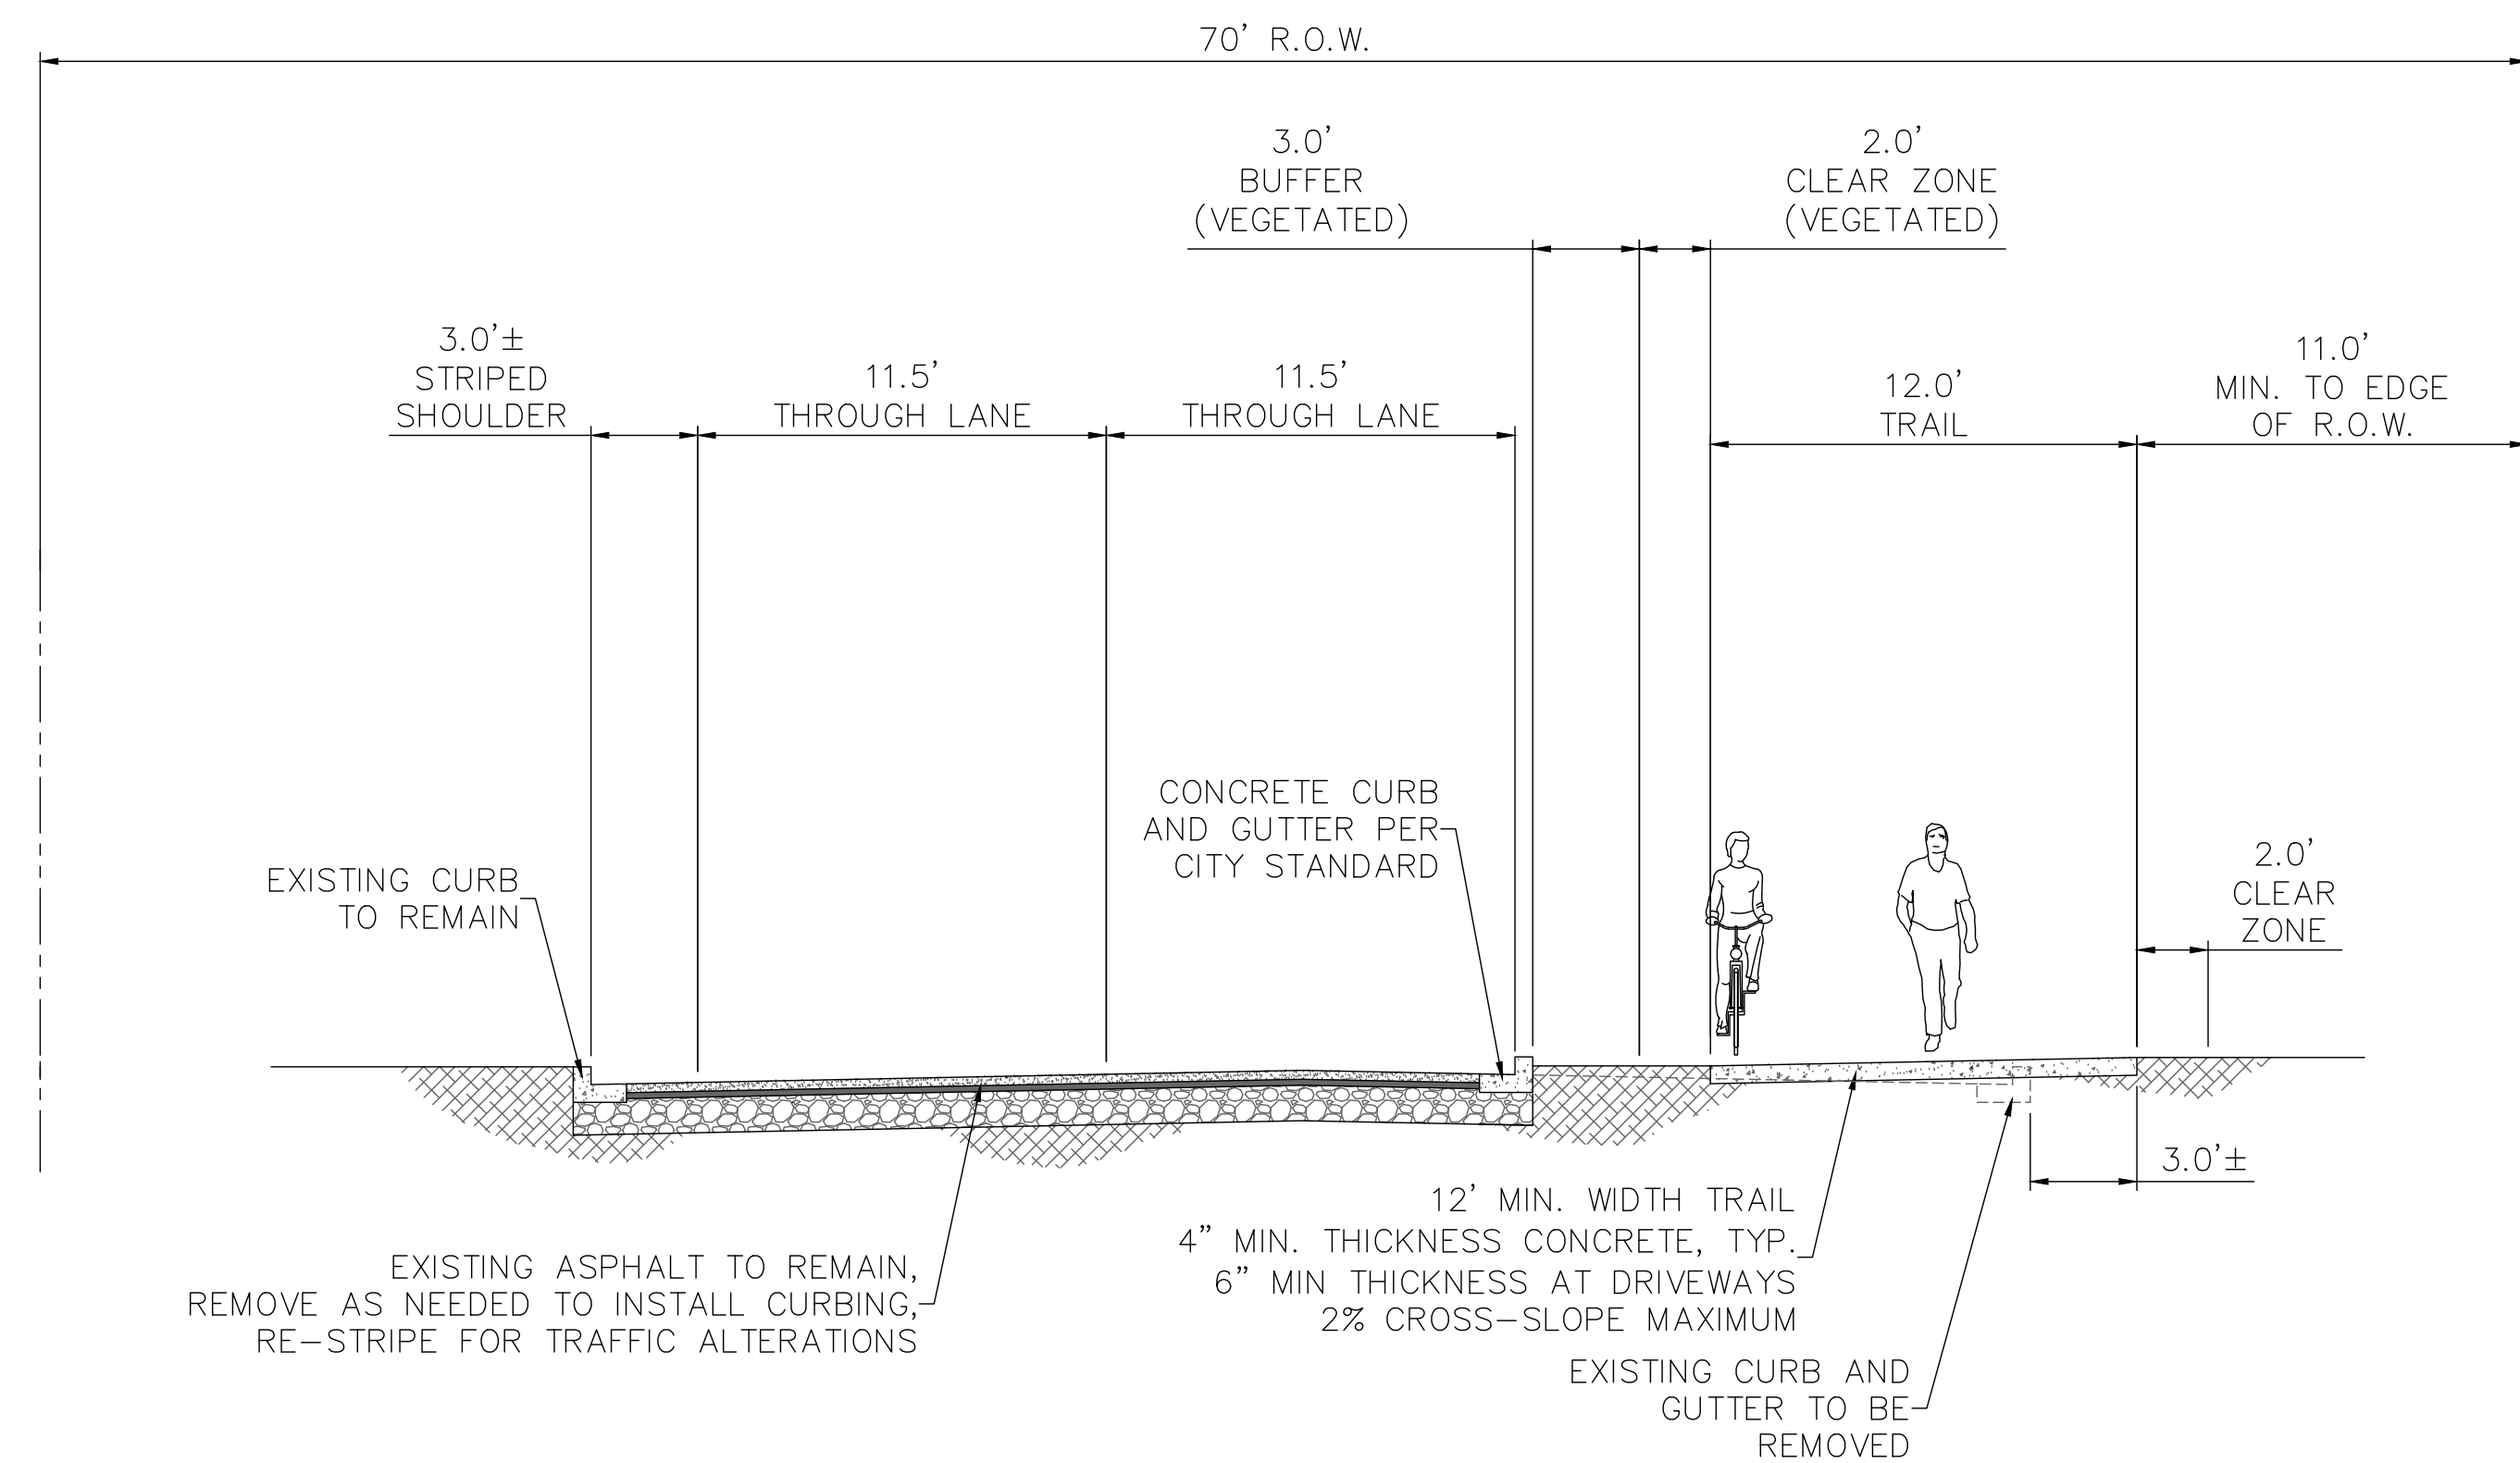 70' R.O.W.
3.0'
BUFFER
(VEGETATED)
2.0'
CLEAR ZONE
(VEGETATED)
3.0'±
STRIPED
SHOULDER
11.5'
THROUGH LANE
11.5'
THROUGH LANE
12.0'
TRAIL
11.0'
MIN. TO EDGE
OF R.O.W.
CONCRETE CURB
AND GUTTER PER
CITY STANDARD
EXISTING CURB
TO REMAIN
2.0'
CLEAR
ZONE
3.0'±
12' MIN. WIDTH TRAIL
4" MIN. THICKNESS CONCRETE, TYP.
6" MIN THICKNESS AT DRIVEWAYS
2% CROSS-SLOPE MAXIMUM
EXISTING ASPHALT TO REMAIN,
REMOVE AS NEEDED TO INSTALL CURBING,
RE-STRIPE FOR TRAFFIC ALTERATIONS
EXISTING CURB AND
GUTTER TO BE
REMOVED